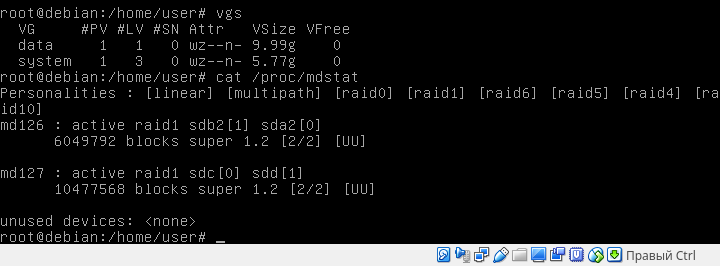 root@debian:/home/user# vgs
  VG     #PV #LV #SN Attr   VSize VFree
  data     1   1   0 wz--n- 9.99g    0
  system   1   3   0 wz--n- 5.77g    0
root@debian:/home/user# cat /proc/mdstat
Personalities : [linear] [multipath] [raid0] [raid1] [raid6] [raid5] [raid4] [ra
id10]
md126 : active raid1 sdb2[1] sda2[0]
      6049792 blocks super 1.2 [2/2] [UU]

md127 : active raid1 sdc[0] sdd[1]
      10477568 blocks super 1.2 [2/2] [UU]

unused devices: <none>
root@debian:/home/user# _
Правый Ctrl